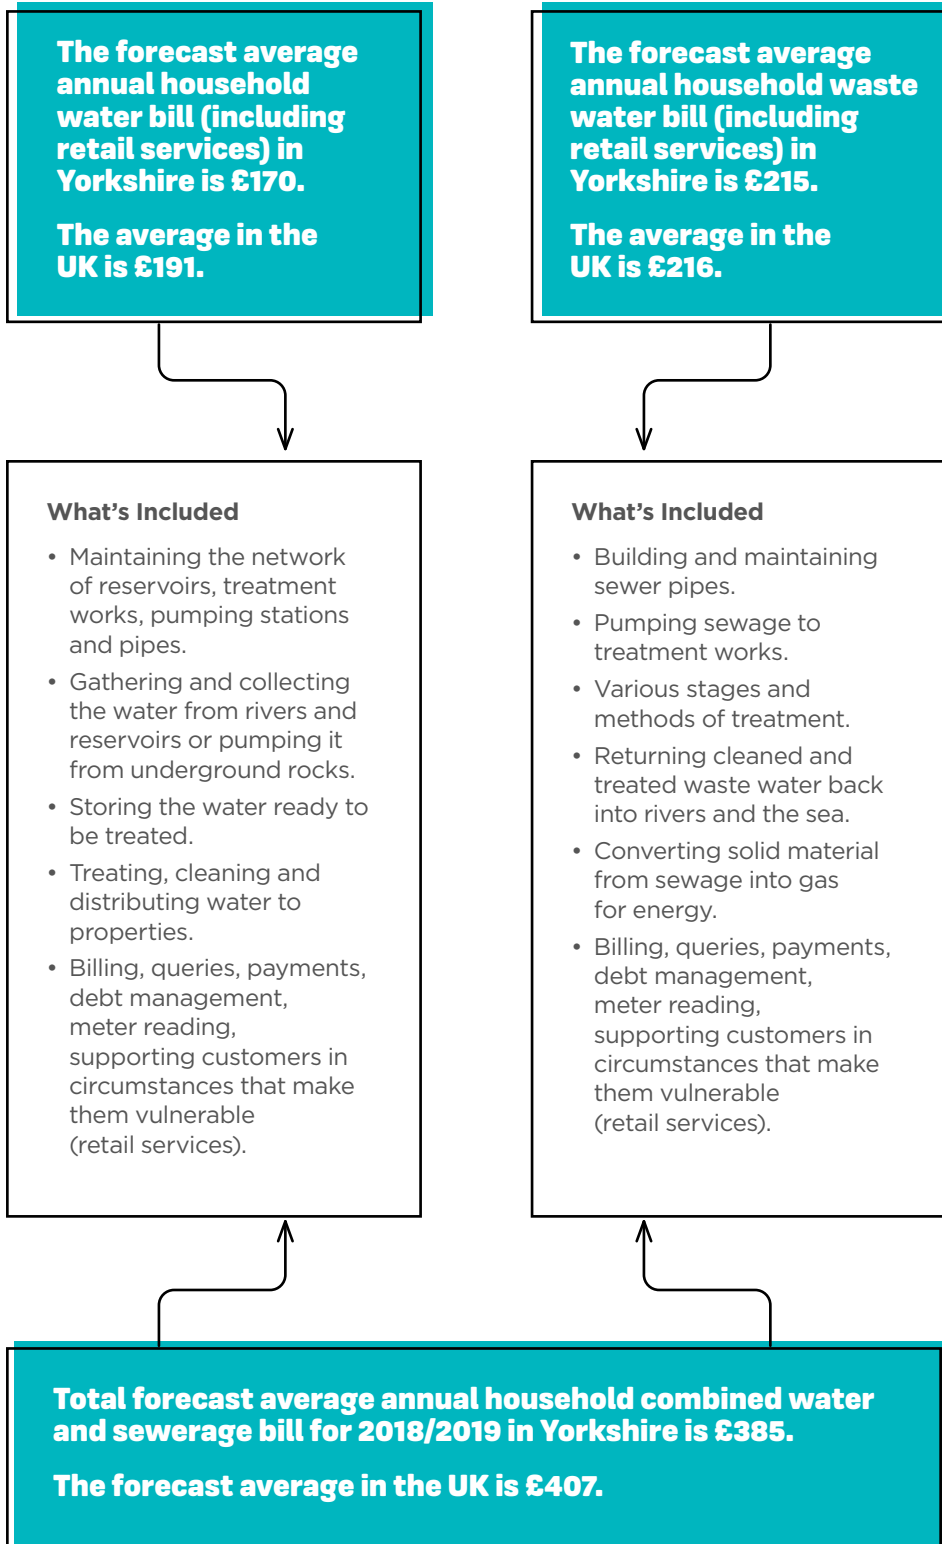 The forecast average
annual household
water bill (including
retail services) in
Yorkshire is £170.
The average in the
UK is £191.
The forecast average
annual household waste
water bill (including
retail services) in
Yorkshire is £215.
The average in the
UK is £216.
What's Included
• Maintaining the network
of reservoirs, treatment
works, pumping stations
and pipes.
• Gathering and collecting
the water from rivers and
reservoirs or pumping it
from underground rocks.
• Storing the water ready to
be treated.
• Treating, cleaning and
distributing water to
properties.
• Billing, queries, payments,
debt management,
meter reading,
supporting customers in
circumstances that make
them vulnerable
(retail services).
What's Included
• Building and maintaining
sewer pipes.
• Pumping sewage to
treatment works.
• Various stages and
methods of treatment.
• Returning cleaned and
treated waste water back
into rivers and the sea.
• Converting solid material
from sewage into gas
for energy.
• Billing, queries, payments,
debt management,
meter reading,
supporting customers in
circumstances that make
them vulnerable
(retail services).
Total forecast average annual household combined water
and sewerage bill for 2018/2019 in Yorkshire is £385.
The forecast average in the UK is £407.